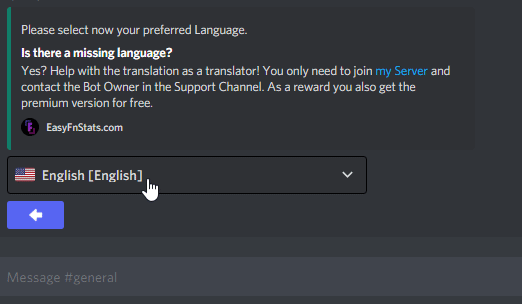 Please select now your preferred Language.
Is there a missing language?
Yes? Help with the translation as a translator! You only need to join my Server and
contact the Bot Owner in the Support Channel. As a reward you also get the
premium version for free.
EasyFnStats.com
English [English]
Message #general